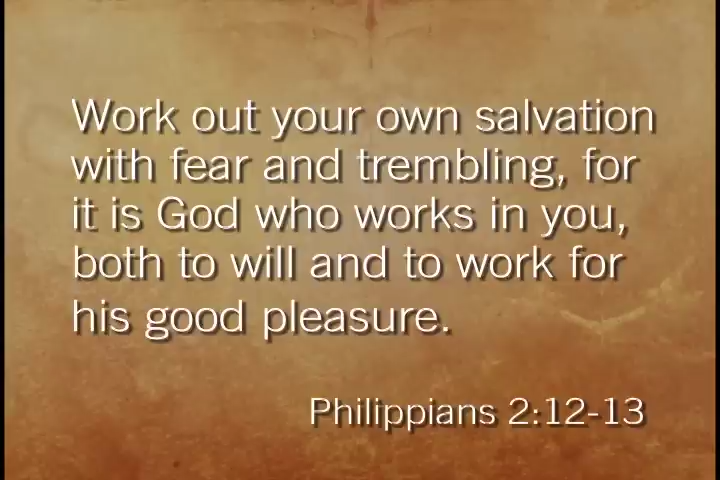 Work out your own salvation
with fear and trembling, for
it is God who works in you,
both to will and to work for
his good pleasure.
Philippians 2:12-13